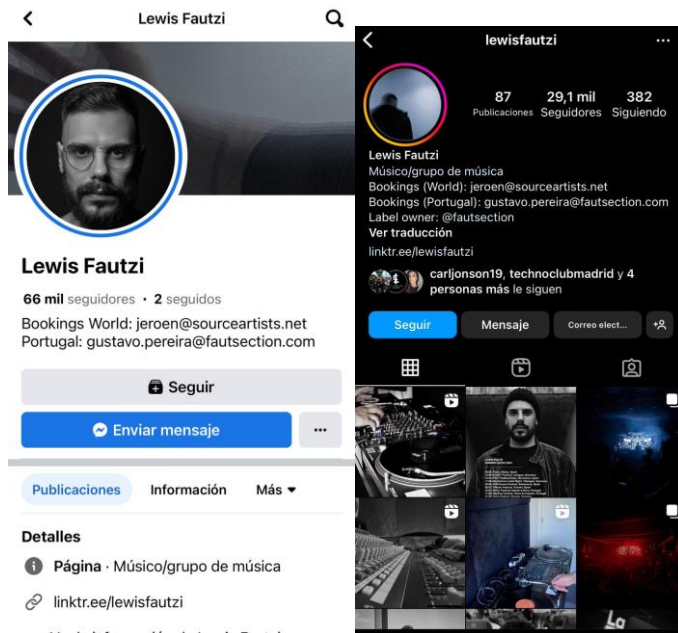 Lewis Fautzi
Lewis Fautzi
66 mil seguidores · 2 seguidos
Bookings World: jeroen@sourceartists.net
Portugal: gustavo.pereira@fautsection.com
Seguir
Enviar mensaje
Publicaciones Información Más
Detalles
Página · Músico/grupo de música
linktr.ee/lewisfautzi
lewisfautzi
87 29,1 mil 382
Publicaciones Seguidores Siguiendo
Lewis Fautzi
Músico/grupo de música
Bookings (World): jeroen@sourceartists.net
Bookings (Portugal): gustavo.pereira@fautsection.com
Label owner: @fautsection
Ver traducción
linktr.ee/lewisfautzi
carljonson19, technoclubmadrid y 4
personas más le siguen
Seguir Mensaje Correo elect...
La